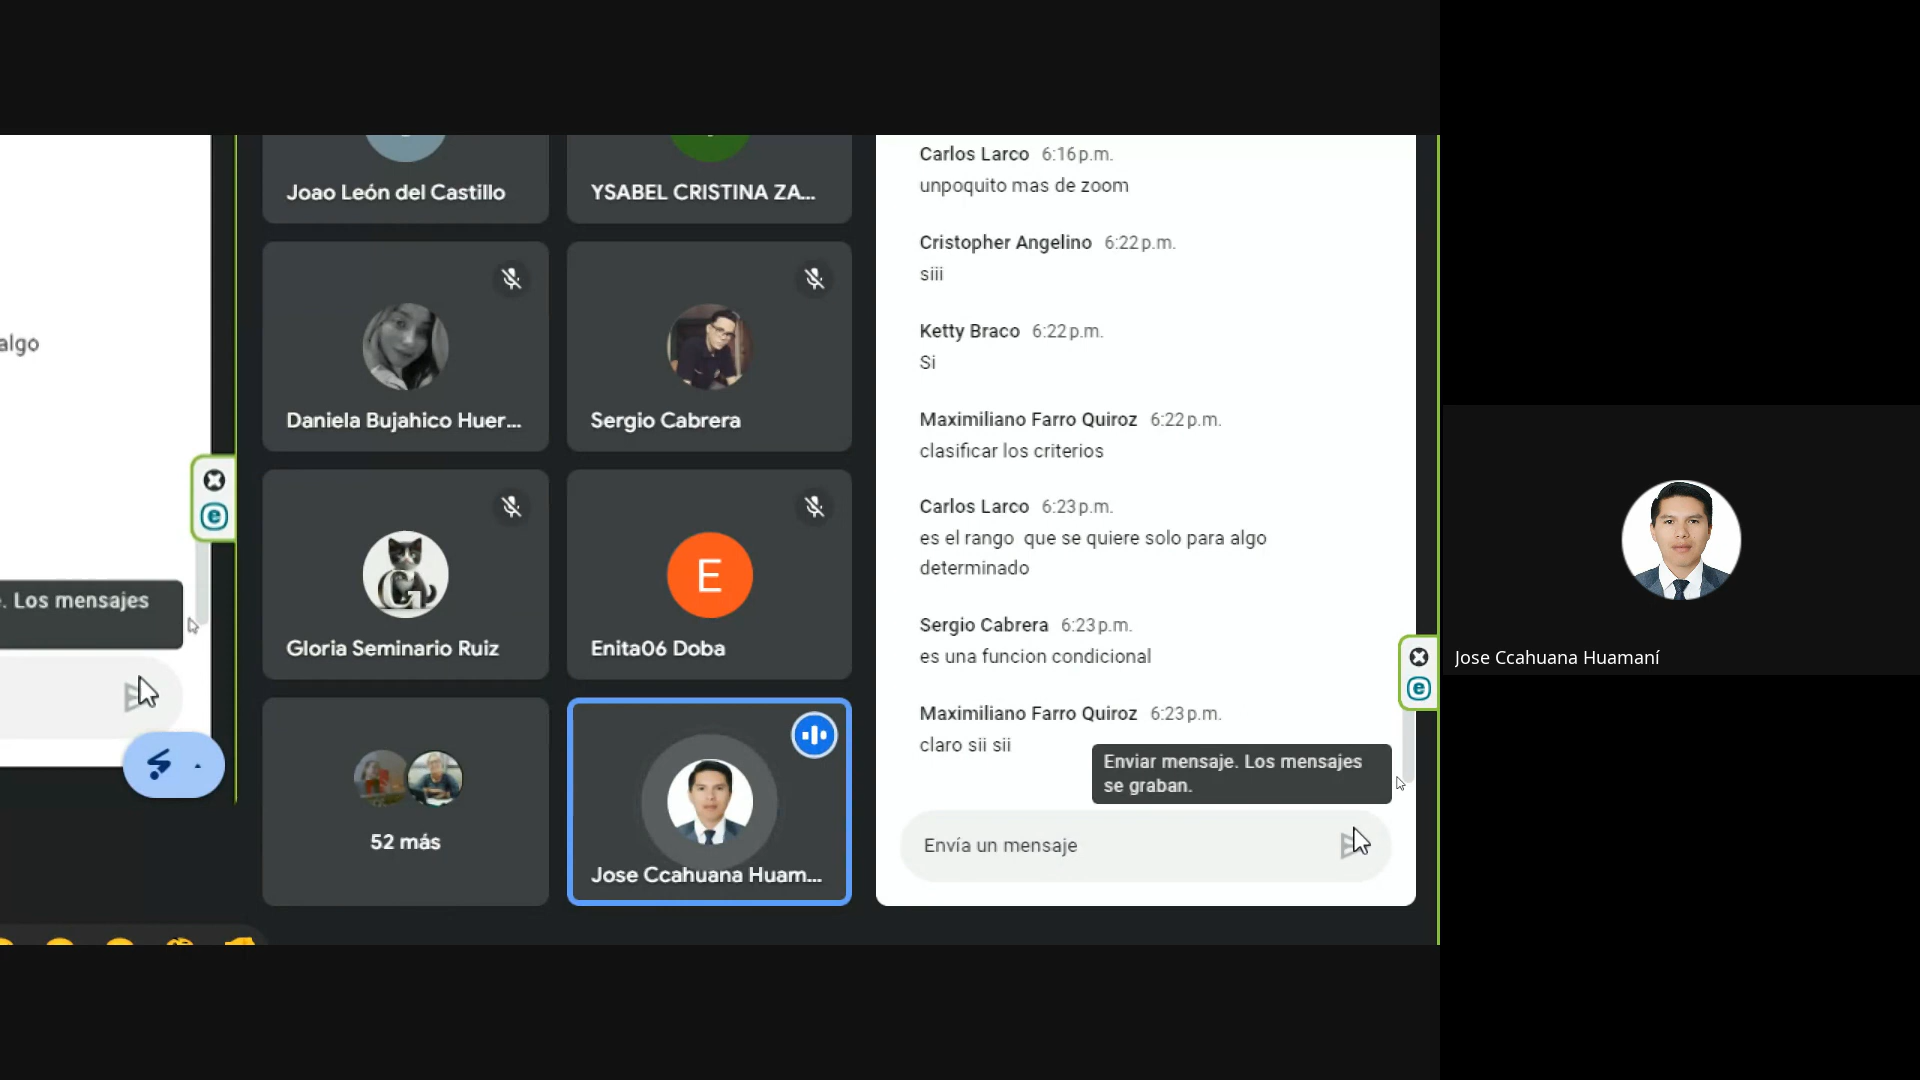 algo
. Los mensajes
Joao León del Castillo
YSABEL CRISTINA ZA...
Daniela Bujahico Huer...
Sergio Cabrera
Gloria Seminario Ruiz
E
Enita06 Doba
52 más
Jose Ccahuana Huam...
Carlos Larco 6:16 p.m.
unpoquito mas de zoom
Cristopher Angelino 6:22 p.m.
siii
Ketty Braco 6:22 p.m.
Si
Maximiliano Farro Quiroz 6:22 p.m.
clasificar los criterios
Carlos Larco 6:23 p.m.
es el rango que se quiere solo para algo
determinado
Sergio Cabrera 6:23 p.m.
es una funcion condicional
Maximiliano Farro Quiroz 6:23 p.m.
claro sii sii
Enviar mensaje. Los mensajes
se graban.
Envía un mensaje
Jose Ccahuana Huamaní